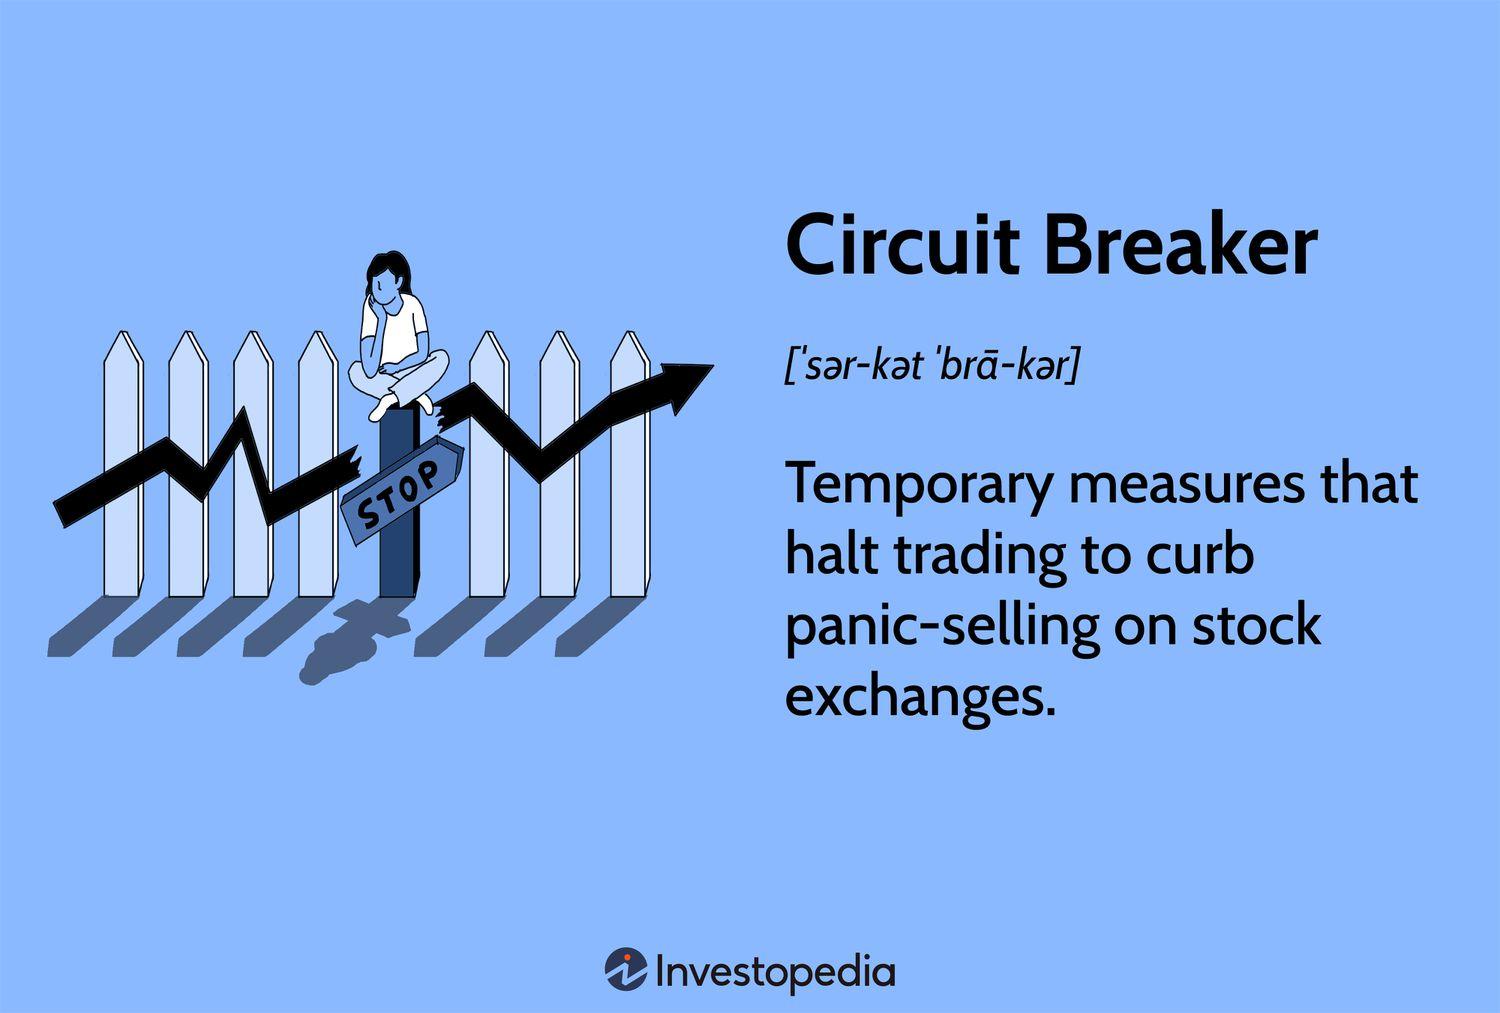 Circuit Breaker
[ˈsər-kət ˈbrā-kər]
STOP
Temporary measures that
halt trading to curb
panic-selling on stock
exchanges.
Investopedia